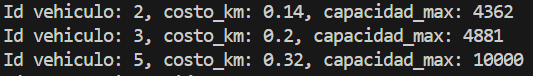 Id vehiculo: 2, costo_km: 0.14, capacidad_max: 4362
Id vehiculo: 3, costo_km: 0.2, capacidad_max: 4881
Id vehiculo: 5, costo_km: 0.32, capacidad_max: 10000